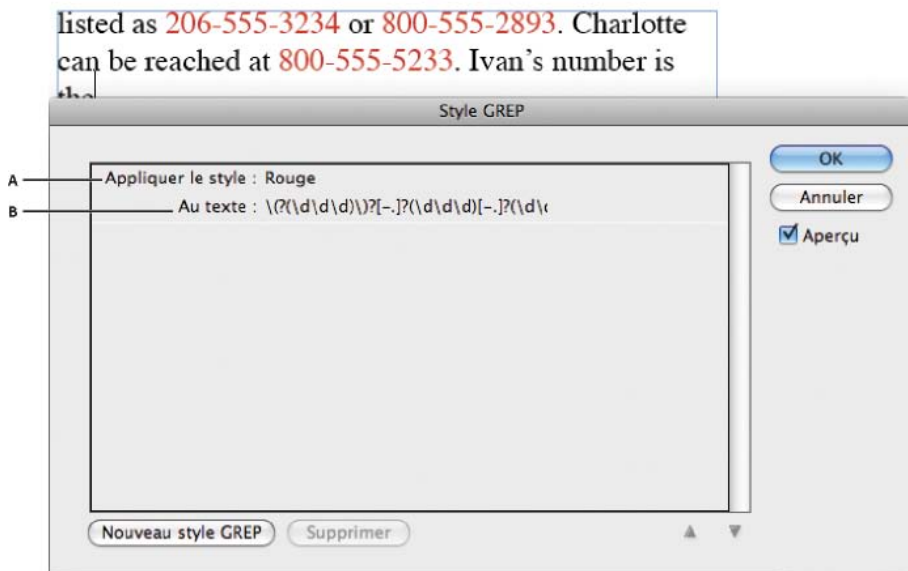 listed as 206-555-3234 or 800-555-2893. Charlotte
can be reached at 800-555-5233. Ivan’s number is
the
Style GREP
A
Appliquer le style : Rouge
OK
B
Au texte : \(?(\d\d\d)\)?[-.]?(\d\d\d)[-.]?(\d\
Annuler
Aperçu
Nouveau style GREP
Supprimer